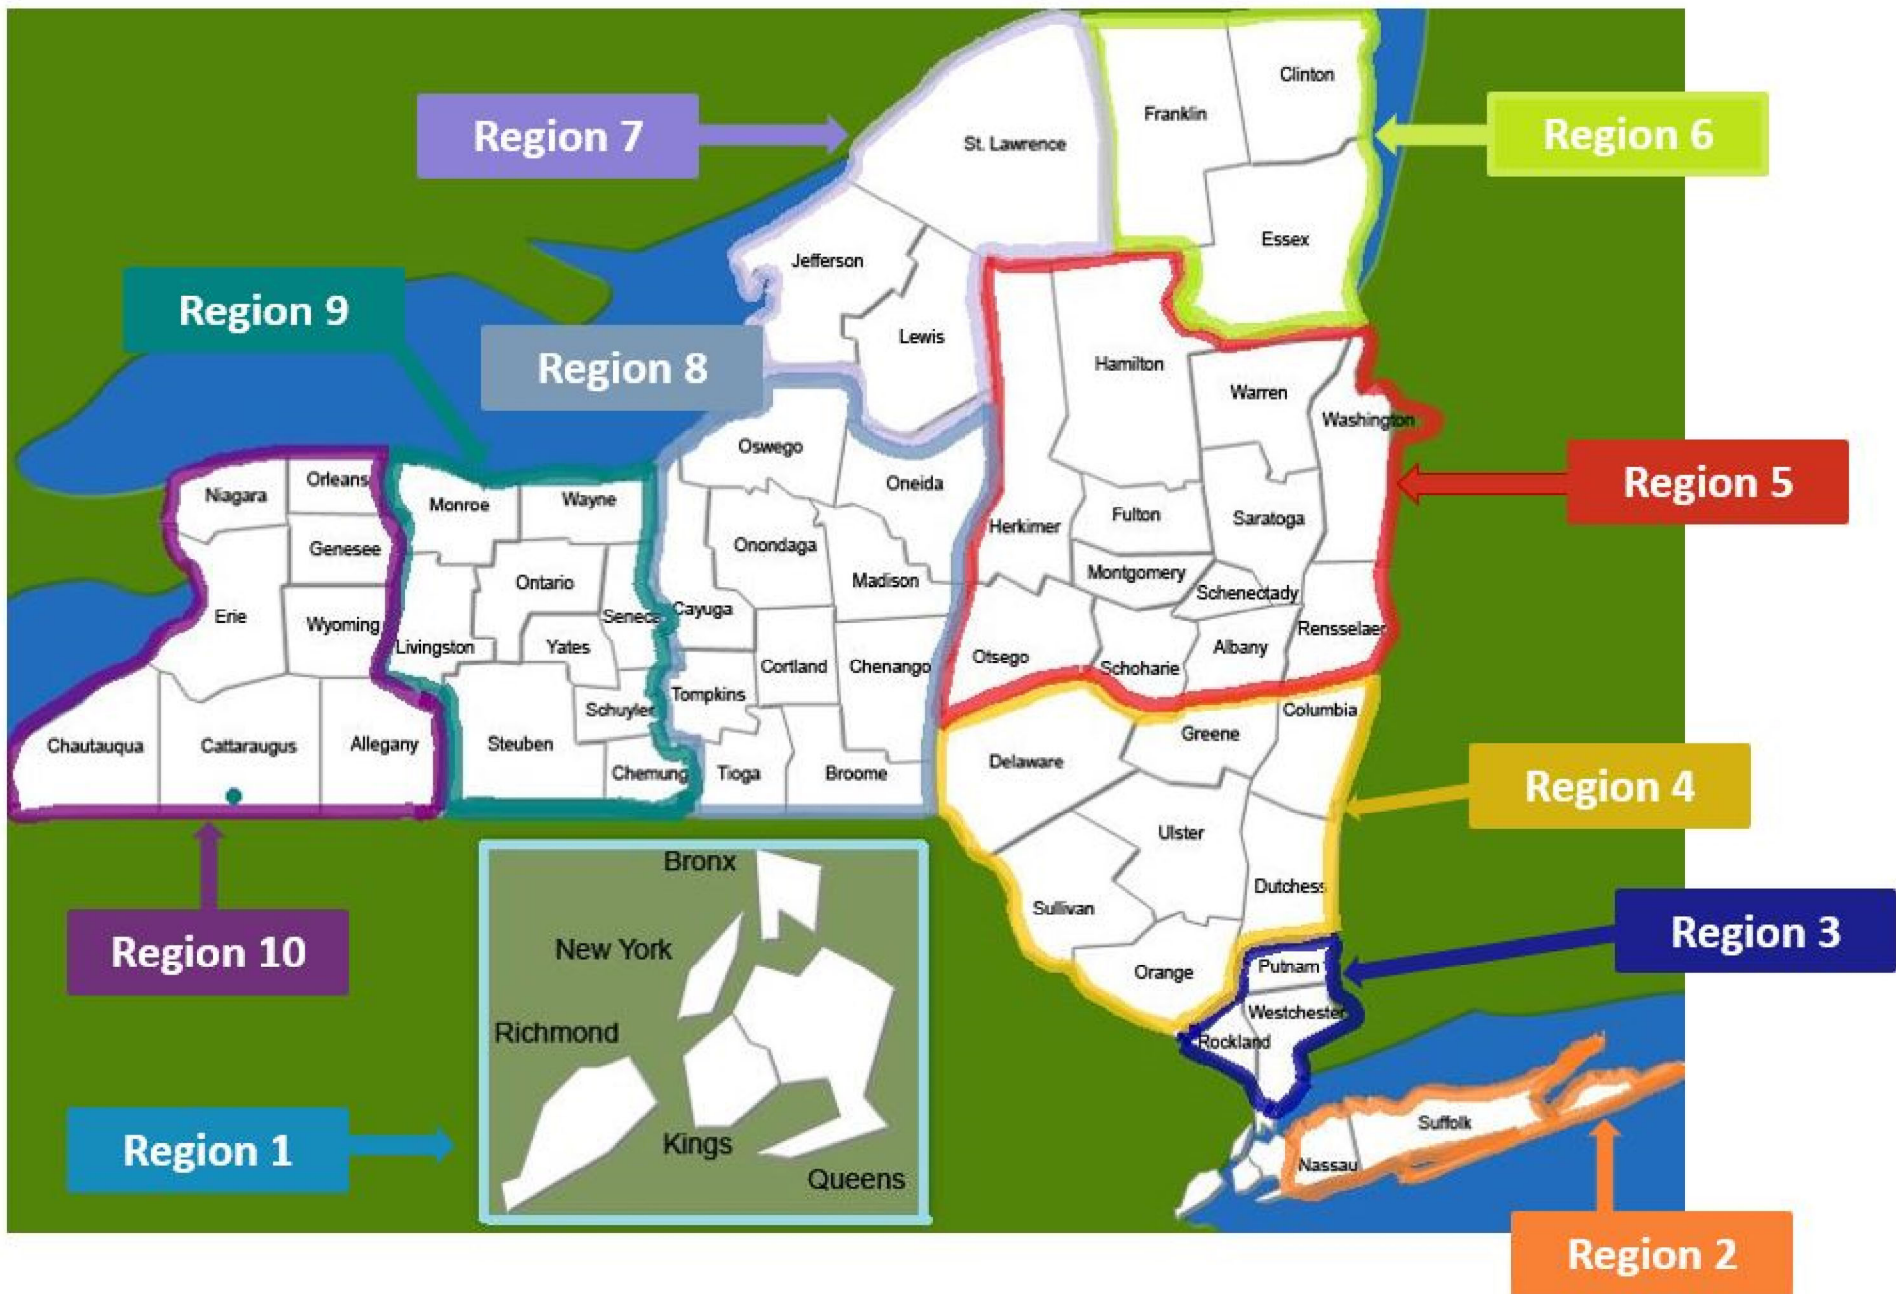 Clinton
Franklin
Region 7
Region 6
St. Lawrence
Essex
Jefferson
Region 9
Lewis
Region 8
Hamilton
Warren
Washington
Oswego
Orleans
Oneida
Region 5
Niagara
Monroe
Wayne
Fulton
Saratoga
Herkimer
Genesee
Onondaga
Montgomery
Ontario
Madison
Schenectady
Cayuga
Erie
Seneca
Wyoming
Rensselaer
Livingston
Yates
Albany
Otsego
Cortland
Chenango
Schoharie
Tompkins
Schuyler
Columbia
Greene
Chautauqua
Cattaraugus
Allegany
Steuben
Delaware
Chemung
Tioga
Broome
Region 4
Ulster
Bronx
Dutchess
Sullivan
Region 3
Region 10
New York
Putnam
Orange
Westchester
Richmond
Rockland
Suffolk
Kings
Region 1
Nassau
Queens
Region 2